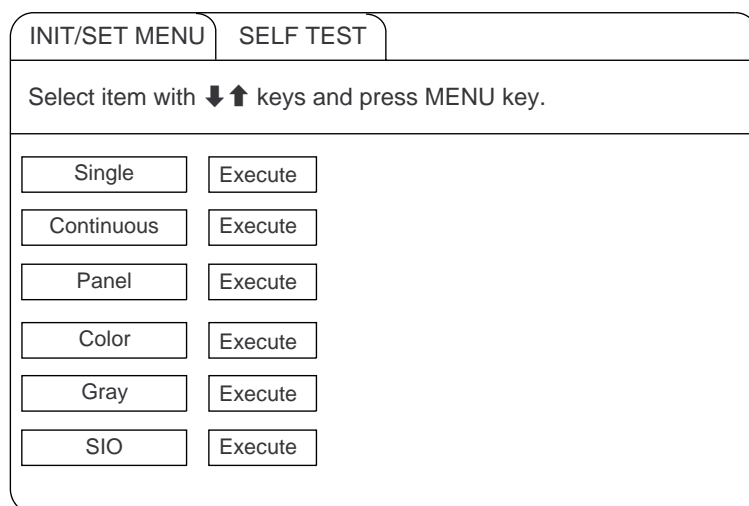 INIT/SET MENU SELF TEST
Select item with ⬇⬆ keys and press MENU key.
Single Execute
Continuous Execute
Panel Execute
Color Execute
Gray Execute
SIO Execute